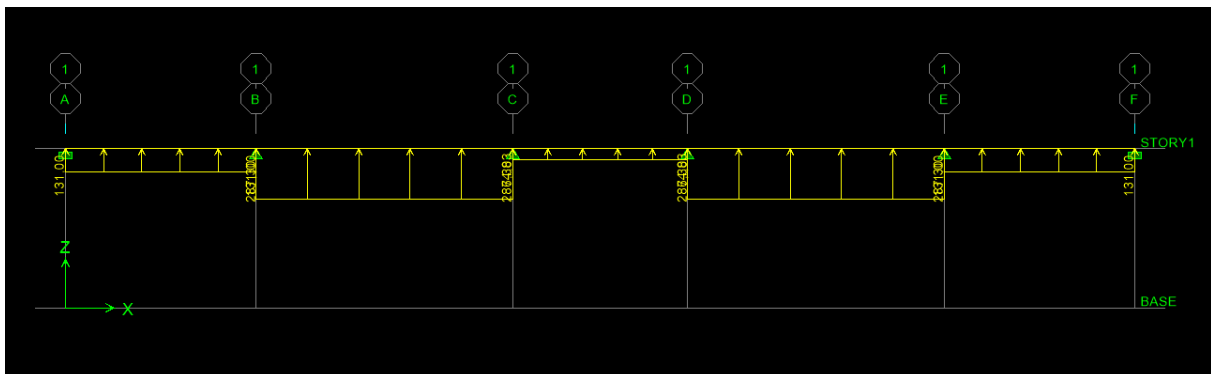 1 1 1 1 1 1
A B C D E F
STORY1
131.00 131.00
Z
X
BASE